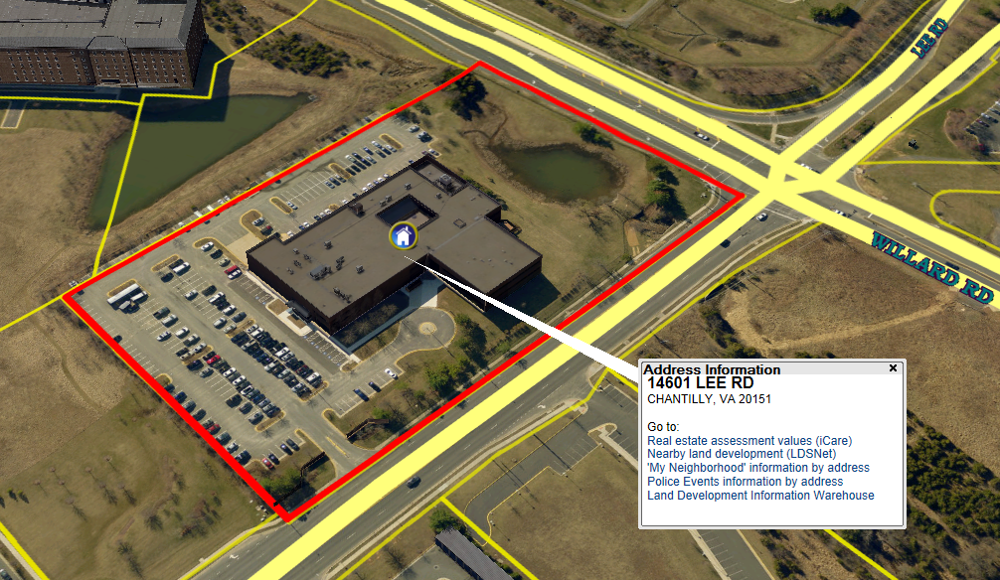 LEE RD
WILLARD RD
Address Information
14601 LEE RD
CHANTILLY, VA 20151
Go to:
Real estate assessment values (iCare)
Nearby land development (LDSNet)
'My Neighborhood' information by address
Police Events information by address
Land Development Information Warehouse